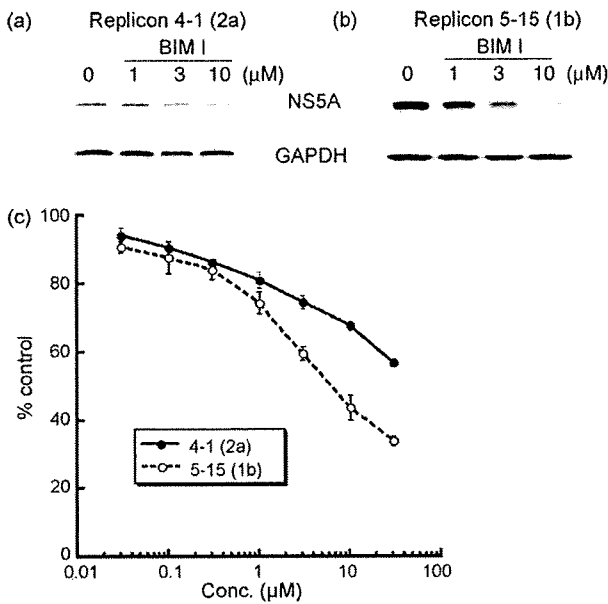 (a) Replicon 4-1 (2a)
BIM I
0 1 3 10 (μM)
(b) Replicon 5-15 (1b)
BIM I
0 1 3 10 (μM)
NS5A
GAPDH
(c)
100
80
60
40
20
0
% control
4-1 (2a)
5-15 (1b)
0.01 0.1 1 10 100
Conc. (μM)